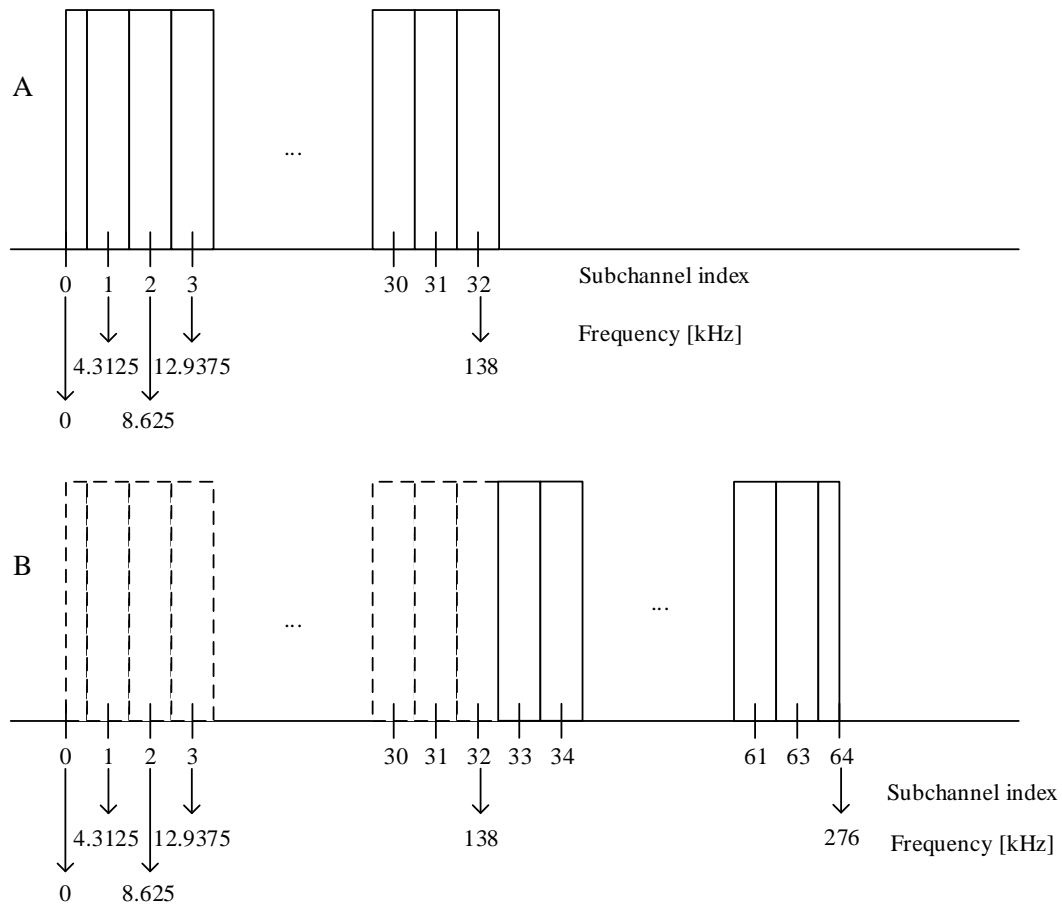 A
...
0 1 2 3 30 31 32 Subchannel index
Frequency [kHz]
4.3125 12.9375 138
0 8.625
B
... ...
0 1 2 3 30 31 32 33 34 61 63 64
Subchannel index
4.3125 12.9375 138 276 Frequency [kHz]
0 8.625